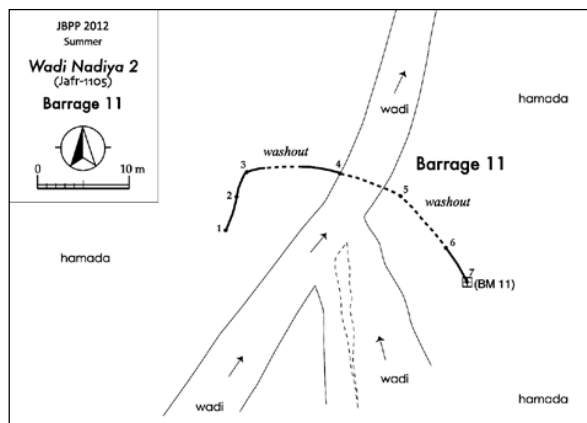 JBPP 2012
Summer
Wadi Nadiya 2
(Jafr-1105)
Barrage 11
0 10 m
hamada
wadi
washout
Barrage 11
3
4
5
washout
2
1
6
hamada
7
(BM 11)
wadi
wadi
hamada